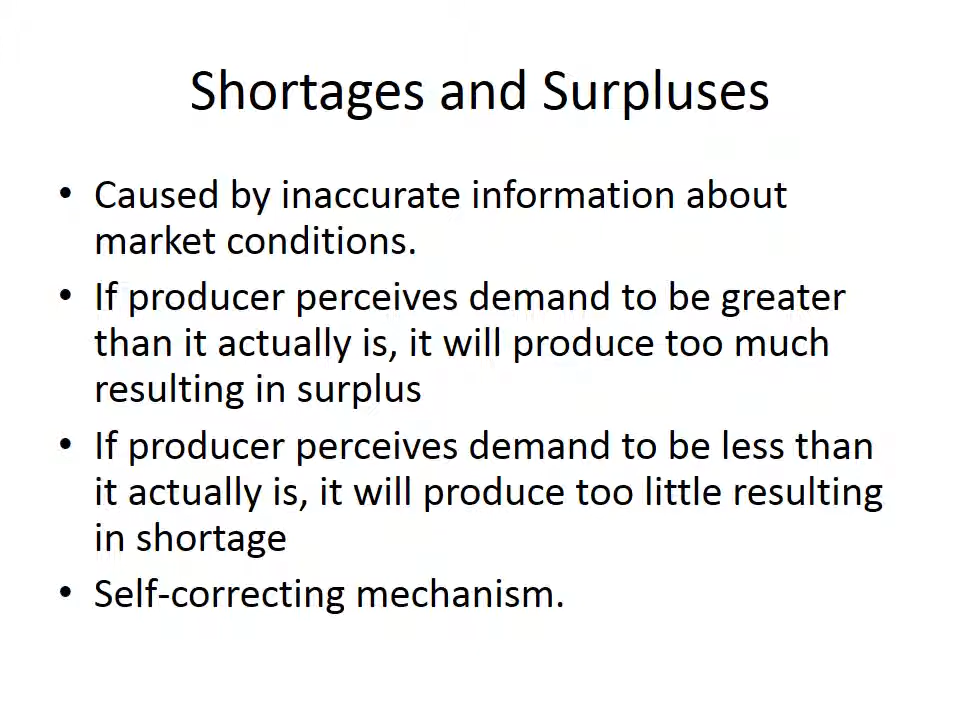 Shortages and Surpluses
• Caused by inaccurate information about
market conditions.
• If producer perceives demand to be greater
than it actually is, it will produce too much
resulting in surplus
• If producer perceives demand to be less than
it actually is, it will produce too little resulting
in shortage
• Self-correcting mechanism.